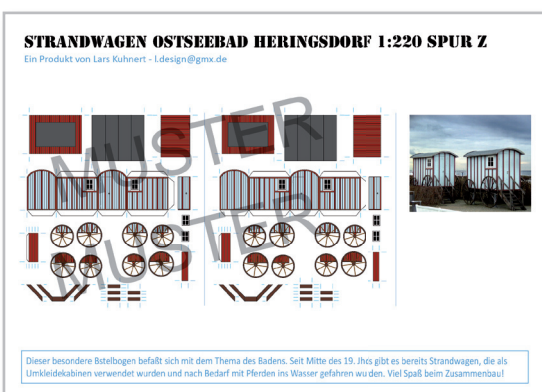 STRANDWAGEN OSTSEEBAD HERINGSDORF 1:220 SPUR Z
Ein Produkt von Lars Kuhnert - l.design@gmx.de
MUSTER
MUSTER
Dieser besondere Bstelbogen befaßt sich mit dem Thema des Badens. Seit Mitte des 19. Jhcs gibt es bereits Strandwagen, die als
Umkleidekabinen verwendet wurden und nach Bedarf mit Pferden ins Wasser gefahren wu den. Viel Spaß beim Zusammenbau!